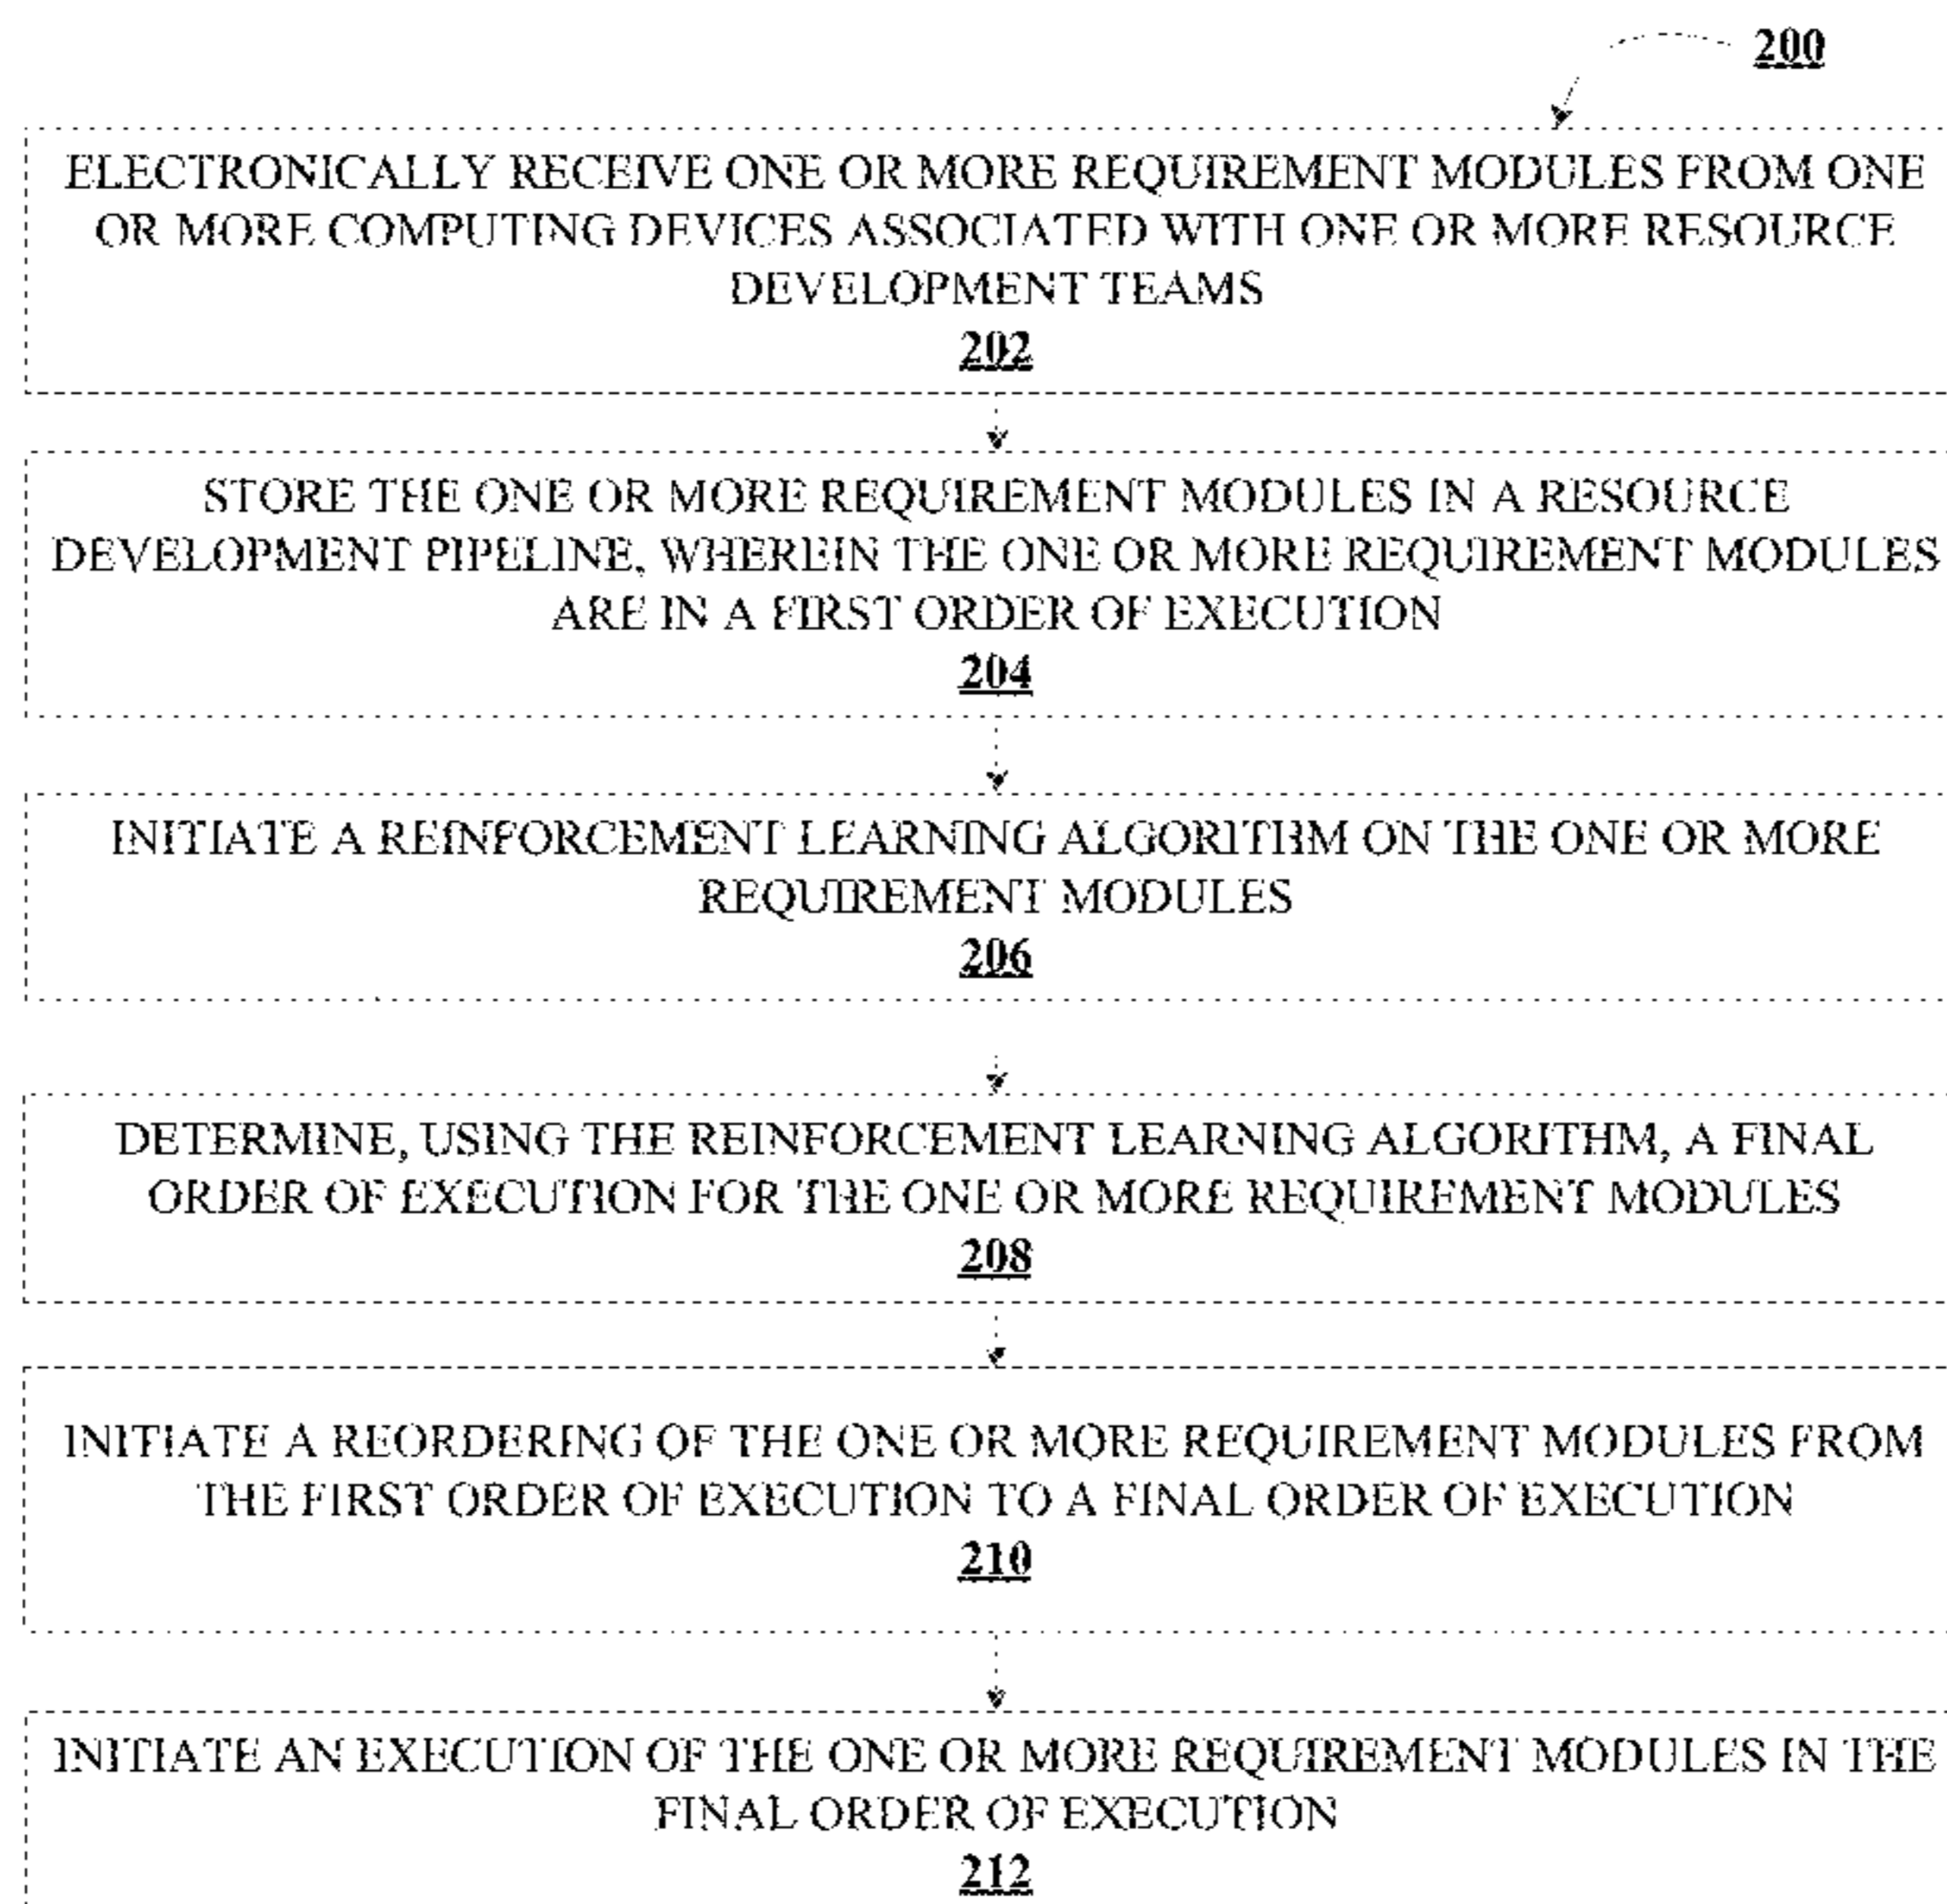 200
ELECTRONICALLY RECEIVE ONE OR MORE REQUIREMENT MODULES FROM ONE
OR MORE COMPUTING DEVICES ASSOCIATED WITH ONE OR MORE RESOURCE
DEVELOPMENT TEAMS
202
STORE THE ONE OR MORE REQUIREMENT MODULES IN A RESOURCE
DEVELOPMENT PIPELINE, WHEREIN THE ONE OR MORE REQUIREMENT MODULES
ARE IN A FIRST ORDER OF EXECUTION
204
INITIATE A REINFORCEMENT LEARNING ALGORITHM ON THE ONE OR MORE
REQUIREMENT MODULES
206
DETERMINE, USING THE REINFORCEMENT LEARNING ALGORITHM, A FINAL
ORDER OF EXECUTION FOR THE ONE OR MORE REQUIREMENT MODULES
208
INITIATE A REORDERING OF THE ONE OR MORE REQUIREMENT MODULES FROM
THE FIRST ORDER OF EXECUTION TO A FINAL ORDER OF EXECUTION
210
INITIATE AN EXECUTION OF THE ONE OR MORE REQUIREMENT MODULES IN THE
FINAL ORDER OF EXECUTION
212